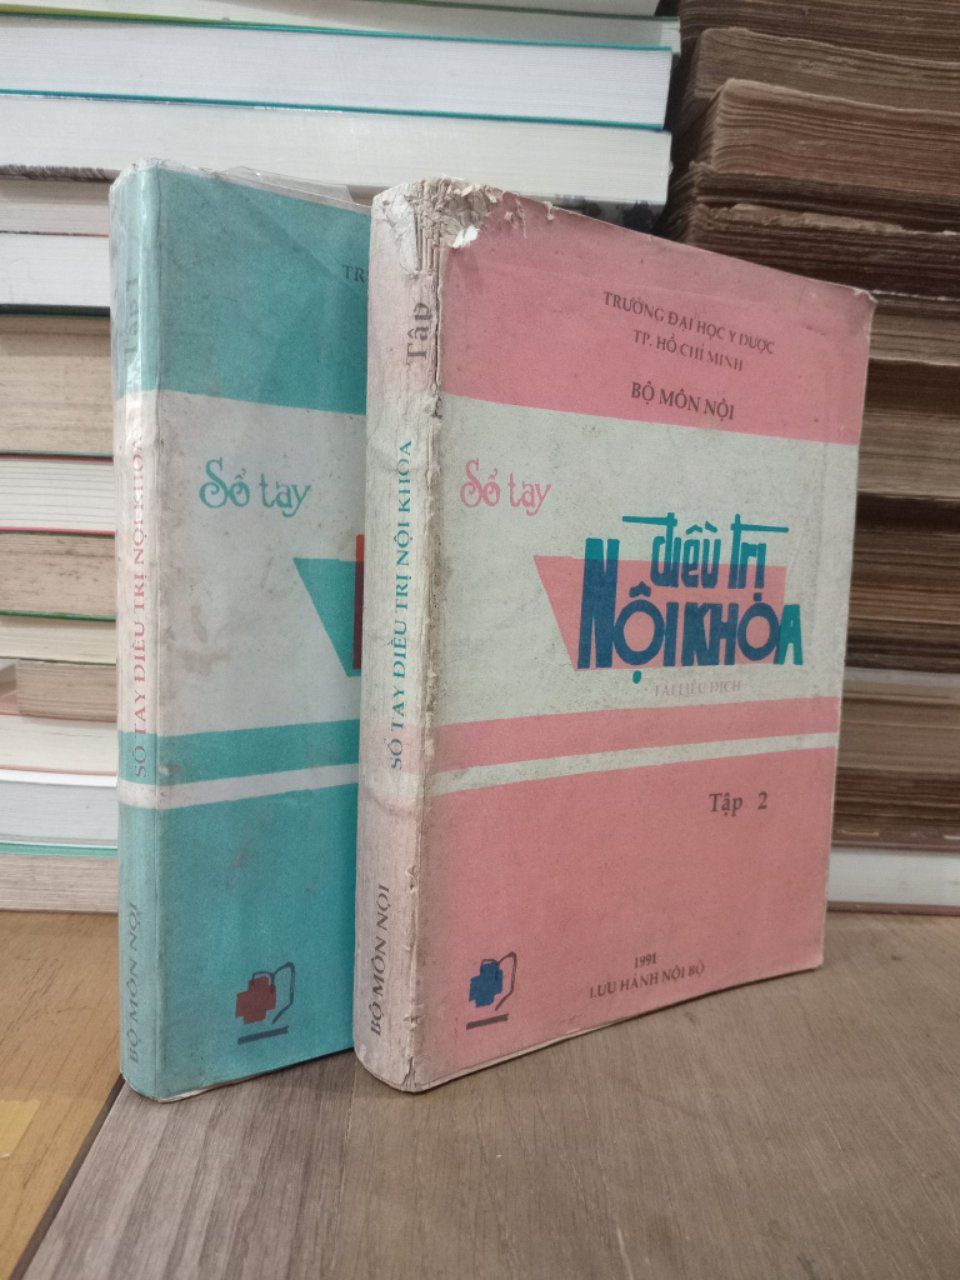 Tập 1
SỔ TAY ĐIỀU TRỊ NỘI KHOA
BỘ MÔN NỘI
Sổ tay
Tập
SỔ TAY ĐIỀU TRỊ NỘI KHOA
BỘ MÔN NỘI
TRƯỜNG ĐẠI HỌC Y DƯỢC
TP. HỒ CHÍ MINH
BỘ MÔN NỘI
Sổ tay
điều trị
NỘI KHOA
TÀI LIỆU DỊCH
Tập 2
1991
LƯU HÀNH NỘI BỘ